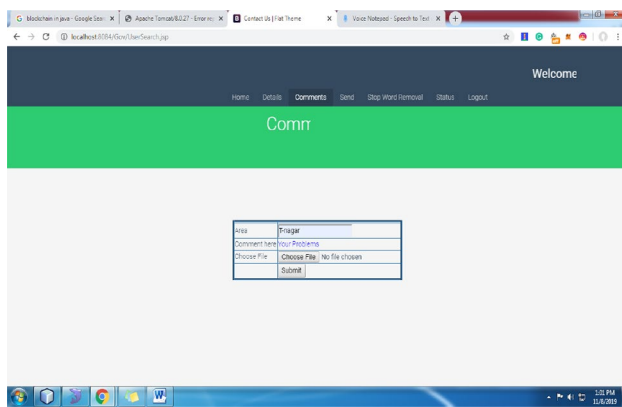 blockchain in java - Google Sear
Apache Tomcat/8.0.27 - Error re
Contact Us | Flat Theme
Voice Notepad - Speech to Text
localhost:8084/Gov/UserSearch.jsp
Welcome
Home Details Comments Send Stop Word Removal Status Logout
Comm
Area T-nagar
Comment here Your Problems
Choose File Choose File No file chosen
Submit
1:01 PM
11/8/2019